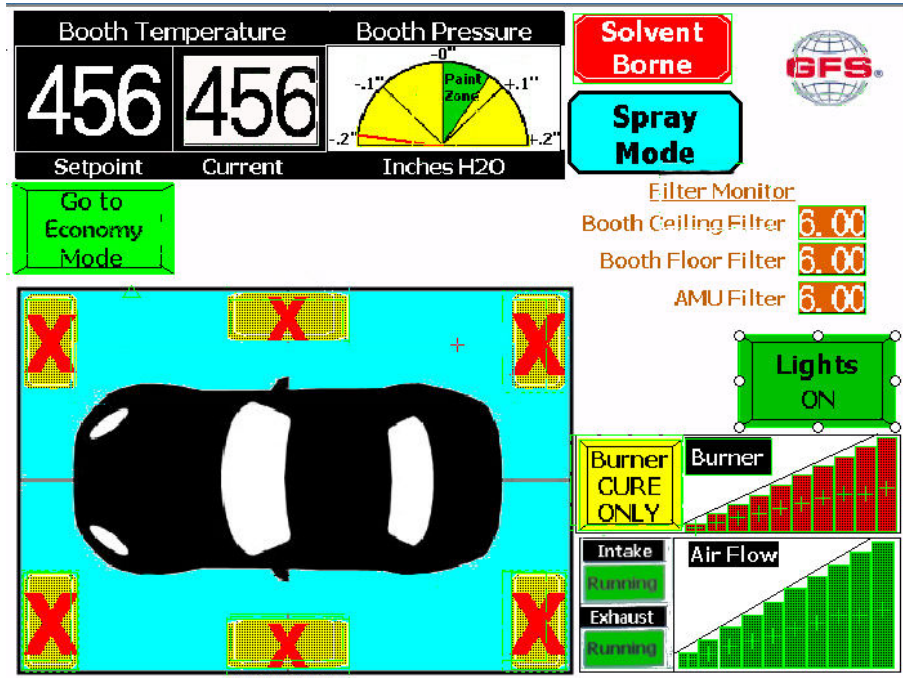 Booth Temperature
456
456
Setpoint
Current
Booth Pressure
-0"
-.1"
+.1"
Paint
Zone
-.2"
+.2"
Inches H2O
Solvent
Borne
GFS®
Spray
Mode
Go to
Economy
Mode
Filter Monitor
Booth Ceiling Filter 6.00
Booth Floor Filter 6.00
AMU Filter 6.00
X
X
X
Lights
ON
Burner
CURE
ONLY
Burner
Intake
Running
Exhaust
Running
Air Flow
X
X
X